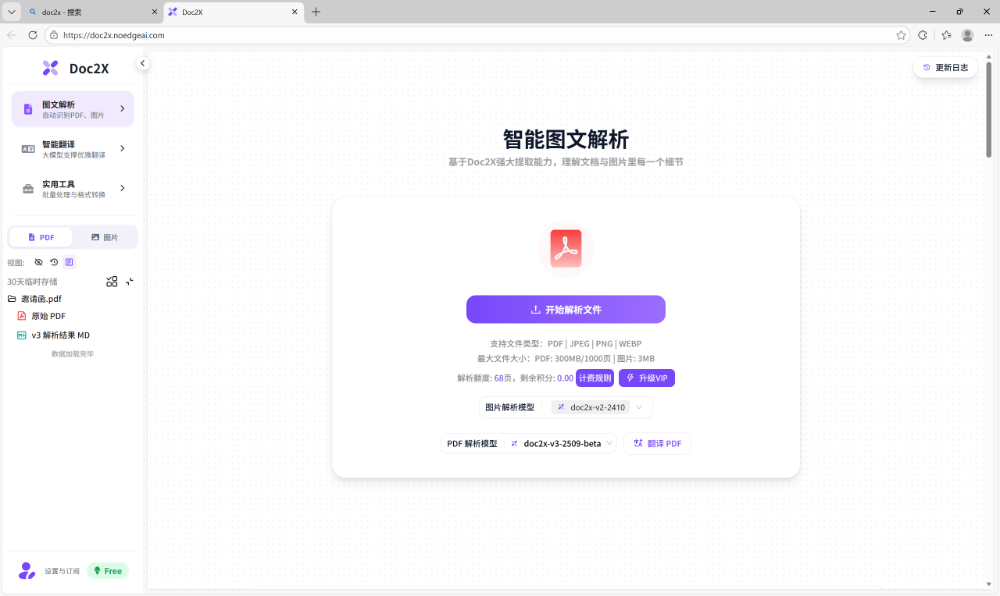 doc2x - 搜索
Doc2X
https://doc2x.noedgeai.com
Doc2X
图文解析
自动识别PDF、图片
智能翻译
大模型支撑优雅翻译
实用工具
批量处理与格式转换
PDF
图片
视图:
30天临时存储
邀请函.pdf
原始 PDF
v3 解析结果 MD
数据加载完毕
设置与订阅
Free
更新日志
智能图文解析
基于Doc2X强大提取能力，理解文档与图片里每一个细节
开始解析文件
支持文件类型：PDF | JPEG | PNG | WEBP
最大文件大小：PDF: 300MB/1000页 | 图片: 3MB
解析额度: 68页，剩余积分: 0.00 计费规则 升级VIP
图片解析模型 doc2x-v2-2410
PDF 解析模型 doc2x-v3-2509-beta 翻译 PDF